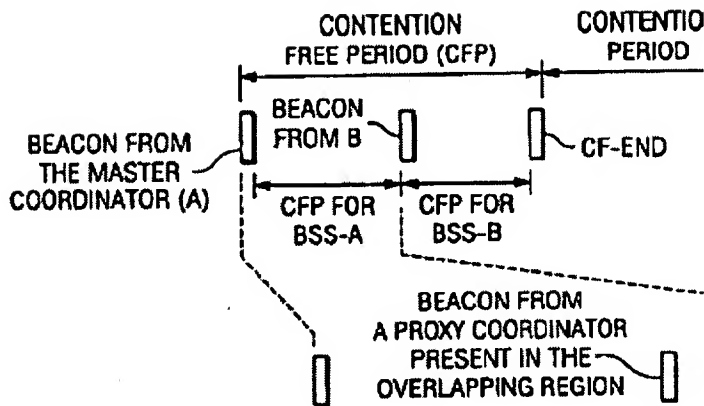 CONTENTION
FREE PERIOD (CFP)
CONTENTIO
PERIOD
BEACON FROM
THE MASTER
COORDINATOR (A)
BEACON
FROM B
CF-END
CFP FOR
BSS-A
CFP FOR
BSS-B
BEACON FROM
A PROXY COORDINATOR
PRESENT IN THE
OVERLAPPING REGION